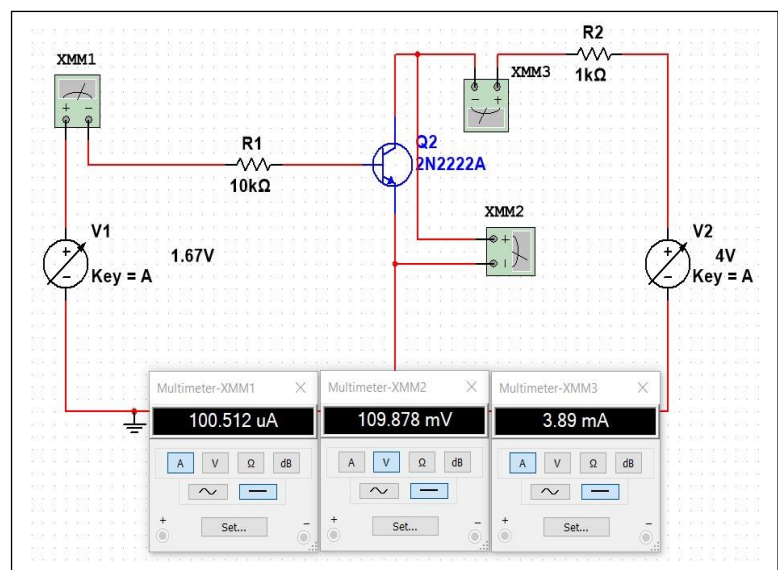 R2
XMM1
XMM3
1kΩ
+ -
- +
R1
Q2
2N2222A
10kΩ
XMM2
V1
V2
+
-
1.67V
4V
Key = A
Key = A
Multimeter-XMM1
Multimeter-XMM2
Multimeter-XMM3
100.512 uA
109.878 mV
3.89 mA
A V Ω dB
A V Ω dB
A V Ω dB
+ Set... -
+ Set... -
+ Set... -